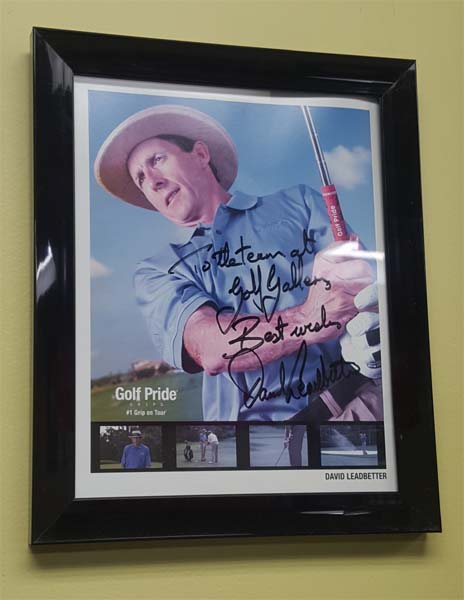 Golf Pride
To the team at
Golf Gallery
Best wishes
David Leadbetter
Golf Pride
GRIPS
#1 Grip on Tour
DAVID LEADBETTER